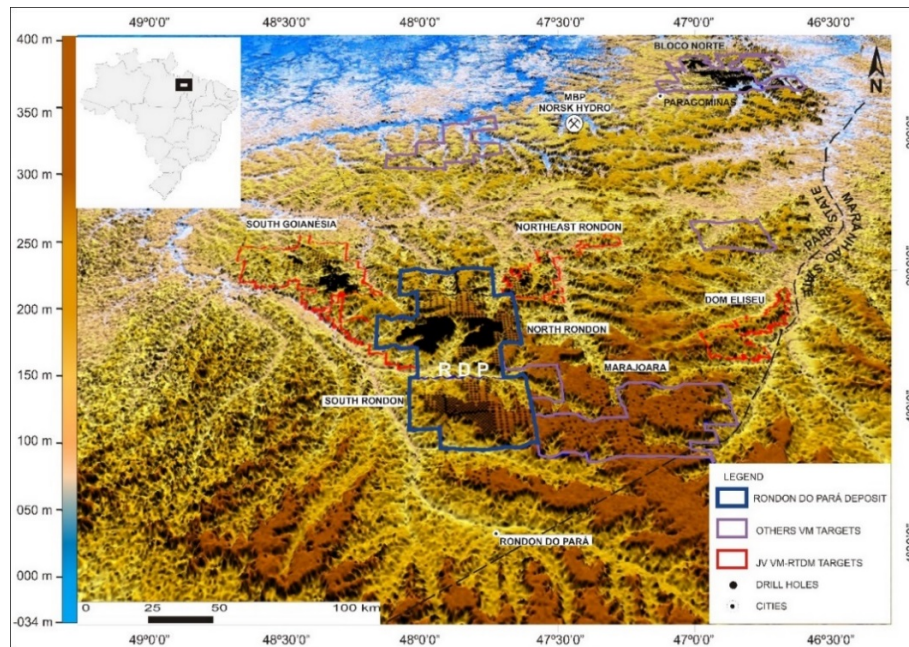 49°0'0" 48°0'0" 48°0'0" 47°30'0" 47°0'0" 46°30'0"
400 m
350 m
300 m
250 m
200 m
150 m
100 m
050 m
000 m
-034 m
BLOCO NORTE
N
MBP
NORSK HYDRO
PARAGOMINAS
PARÁ STATE
SOUTH GOIANÉSIA
NORTHEAST RONDON
DOM ELISEU
NORTH RONDON
MARAJOARA
RDP
SOUTH RONDON
RONDON DO PARÁ
LEGEND
RONDON DO PARÁ DEPOSIT
OTHERS VM TARGETS
JV VM-RTDM TARGETS
DRILL HOLES
CITIES
0 25 50 100 km
49°0'0" 48°30'0" 48°0'0" 47°30'0" 47°0'0" 46°30'0"